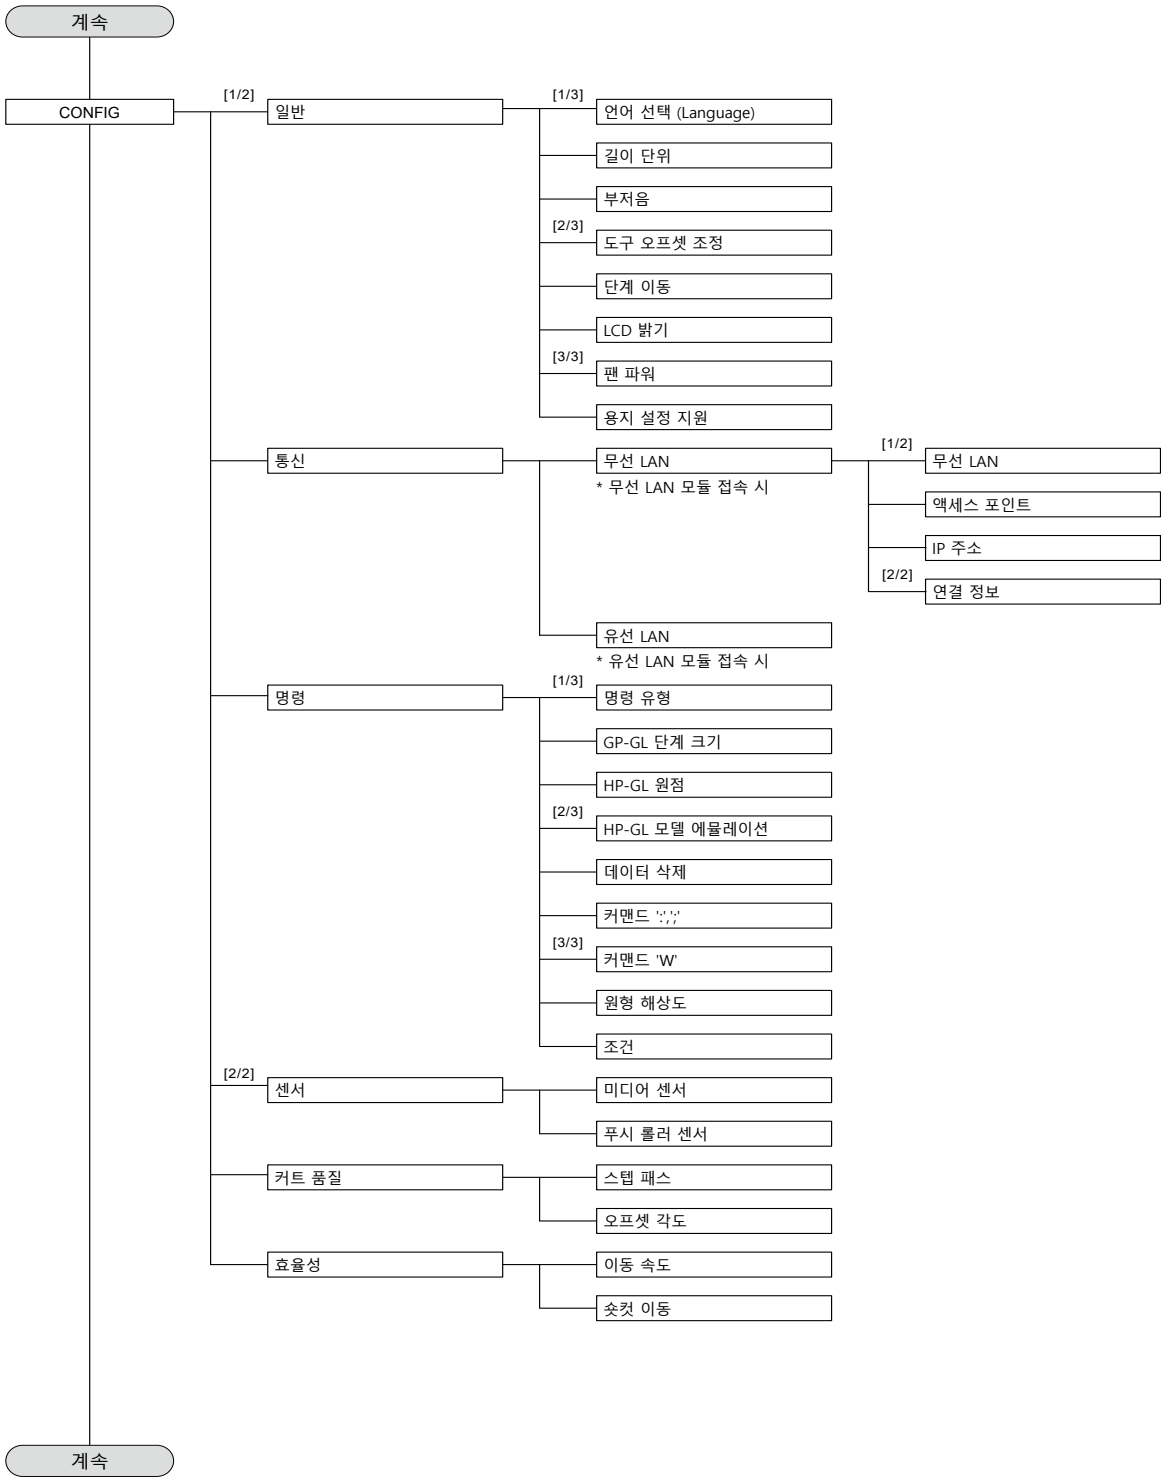 계속
CONFIG
[1/2]
일반
[1/3]
언어 선택 (Language)
길이 단위
부저음
[2/3]
도구 오프셋 조정
단계 이동
LCD 밝기
[3/3]
팬 파워
용지 설정 지원
통신
무선 LAN
* 무선 LAN 모듈 접속 시
[1/2]
무선 LAN
액세스 포인트
IP 주소
[2/2]
연결 정보
유선 LAN
* 유선 LAN 모듈 접속 시
명령
[1/3]
명령 유형
GP-GL 단계 크기
HP-GL 원점
[2/3]
HP-GL 모델 에뮬레이션
데이터 삭제
커맨드 ':',';'
[3/3]
커맨드 'W'
원형 해상도
조건
[2/2]
센서
미디어 센서
푸시 롤러 센서
커트 품질
스텝 패스
오프셋 각도
효율성
이동 속도
숏컷 이동
계속